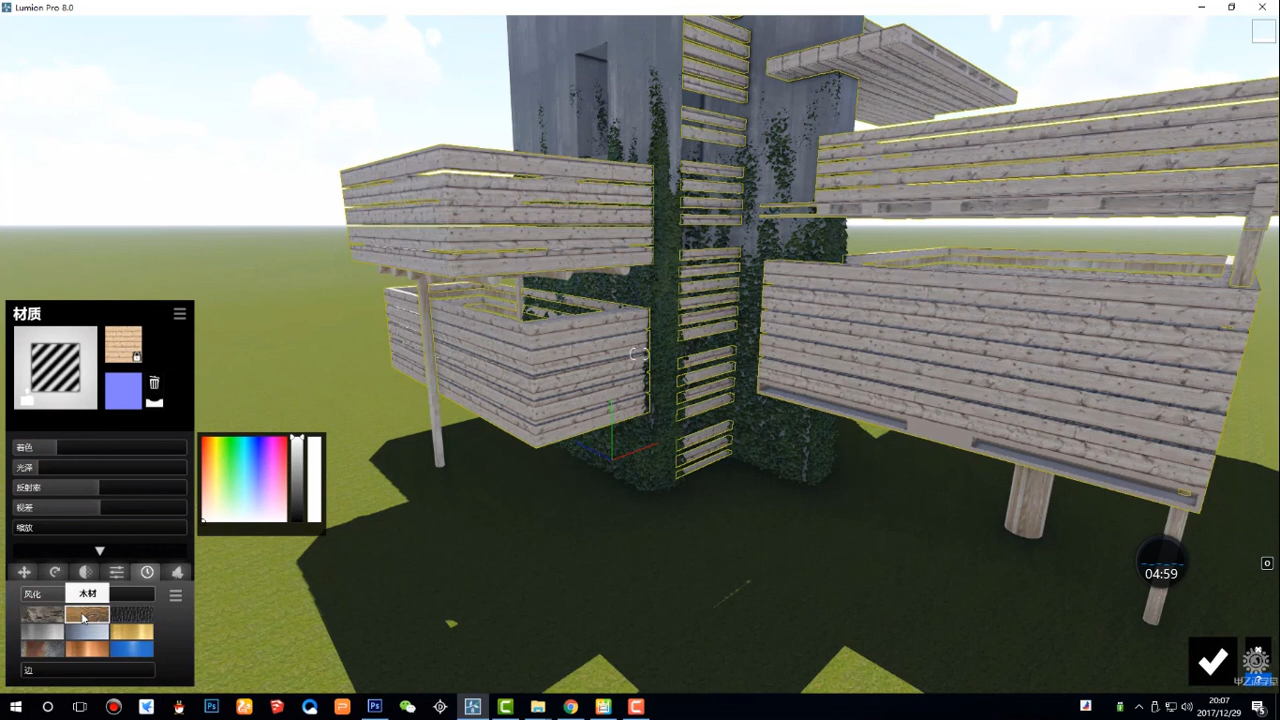 Lumion Pro 8.0
材质
着色
光泽
反射率
视差
缩放
风化
木材
边
04:59
20:07
2017/12/29